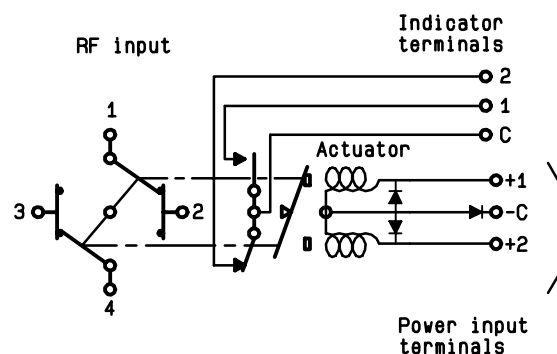 Indicator
terminals
RF input
2
1
1
C
Actuator
+1
3
2
-C
+2
4
Power input
terminals